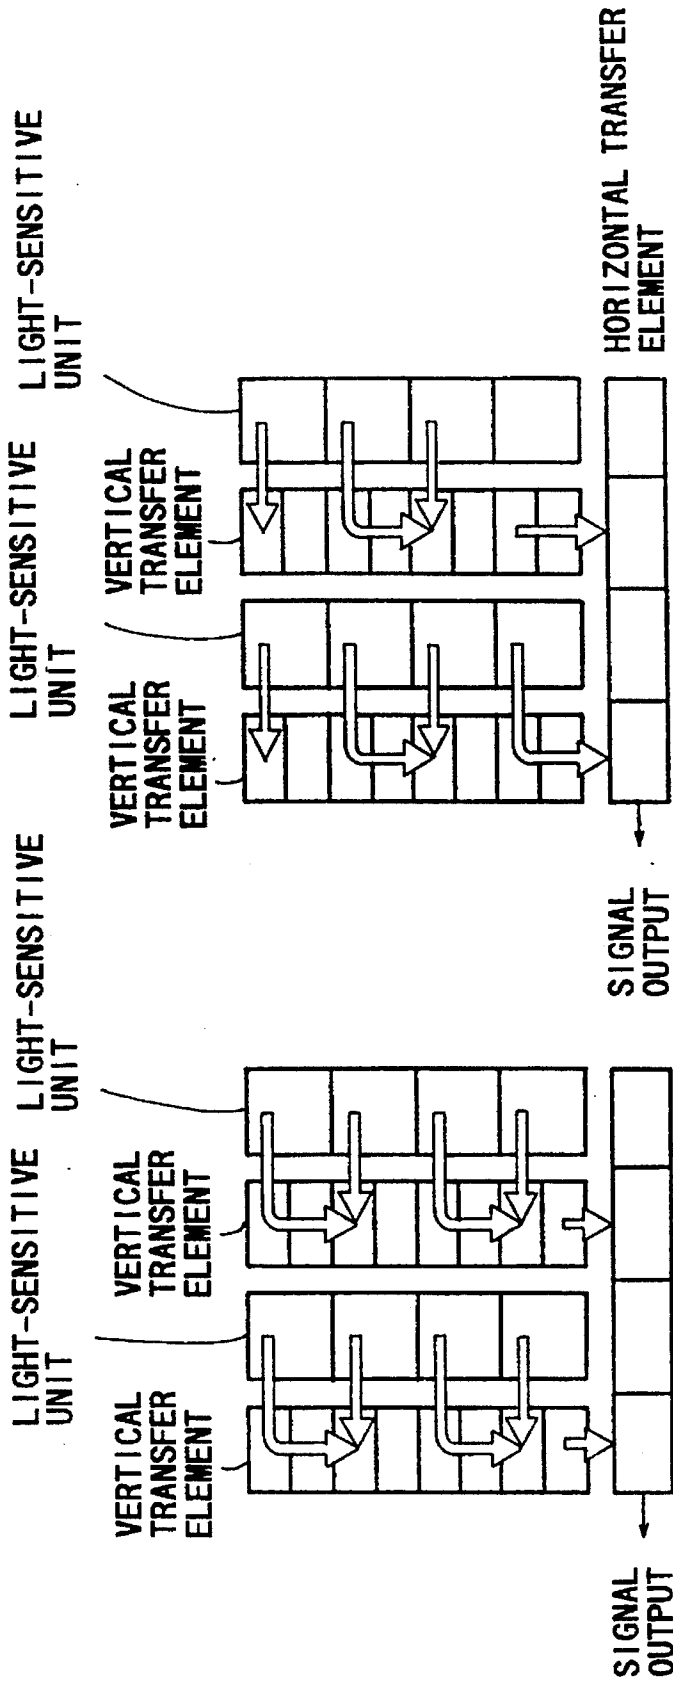 LIGHT-SENSITIVE
UNIT
LIGHT-SENSITIVE
UNIT
VERTICAL
TRANSFER
ELEMENT
VERTICAL
TRANSFER
ELEMENT
SIGNAL
OUTPUT
LIGHT-SENSITIVE
UNIT
LIGHT-SENSITIVE
UNIT
VERTICAL
TRANSFER
ELEMENT
VERTICAL
TRANSFER
ELEMENT
SIGNAL
OUTPUT
HORIZONTAL TRANSFER
ELEMENT